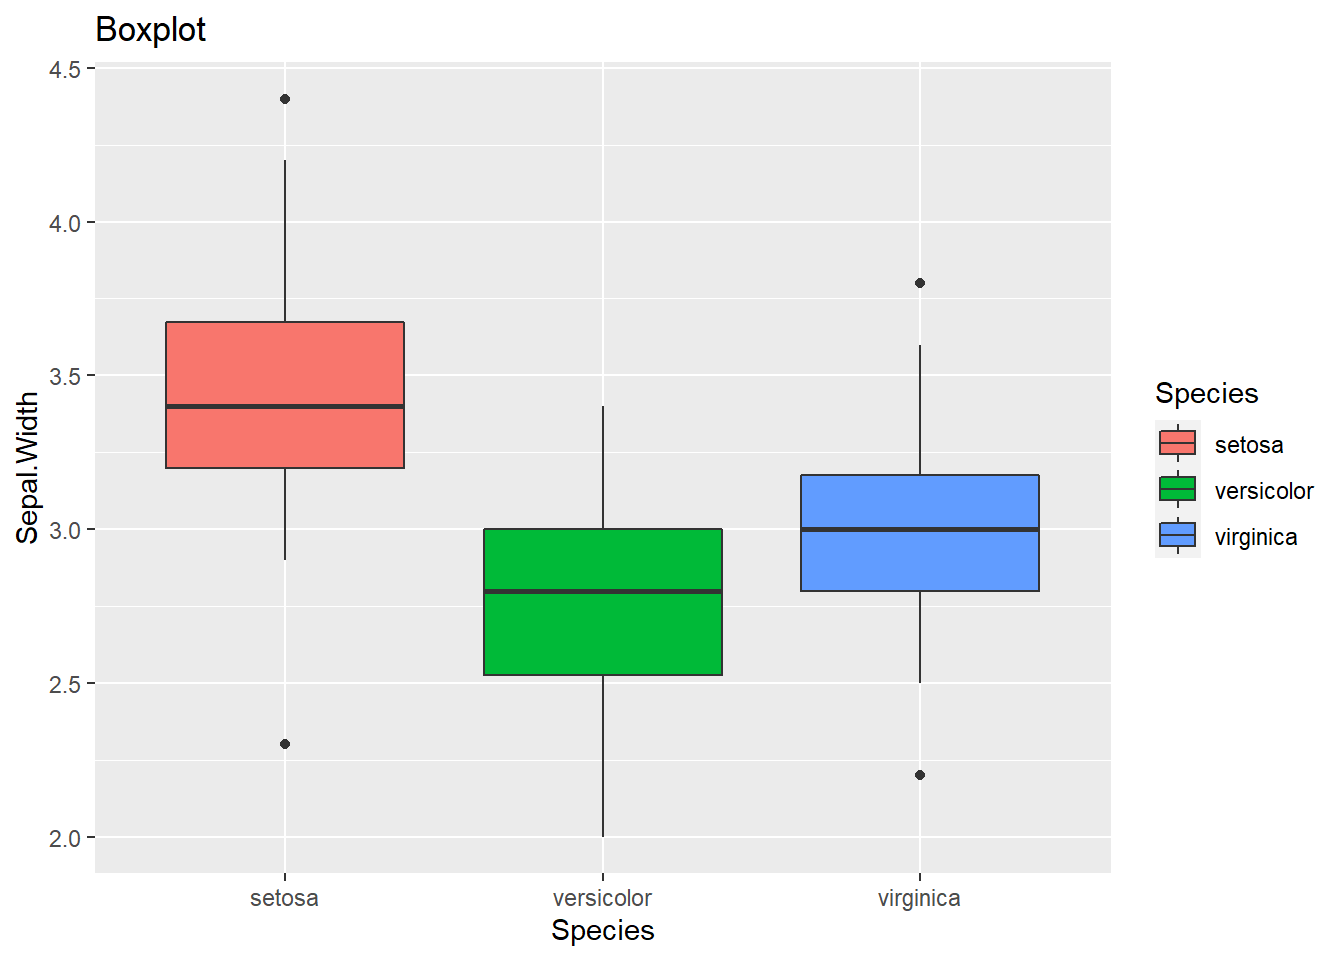 Boxplot
4.5
4.0
3.5
3.0
2.5
2.0
Sepal.Width
setosa
versicolor
virginica
Species
Species
setosa
versicolor
virginica